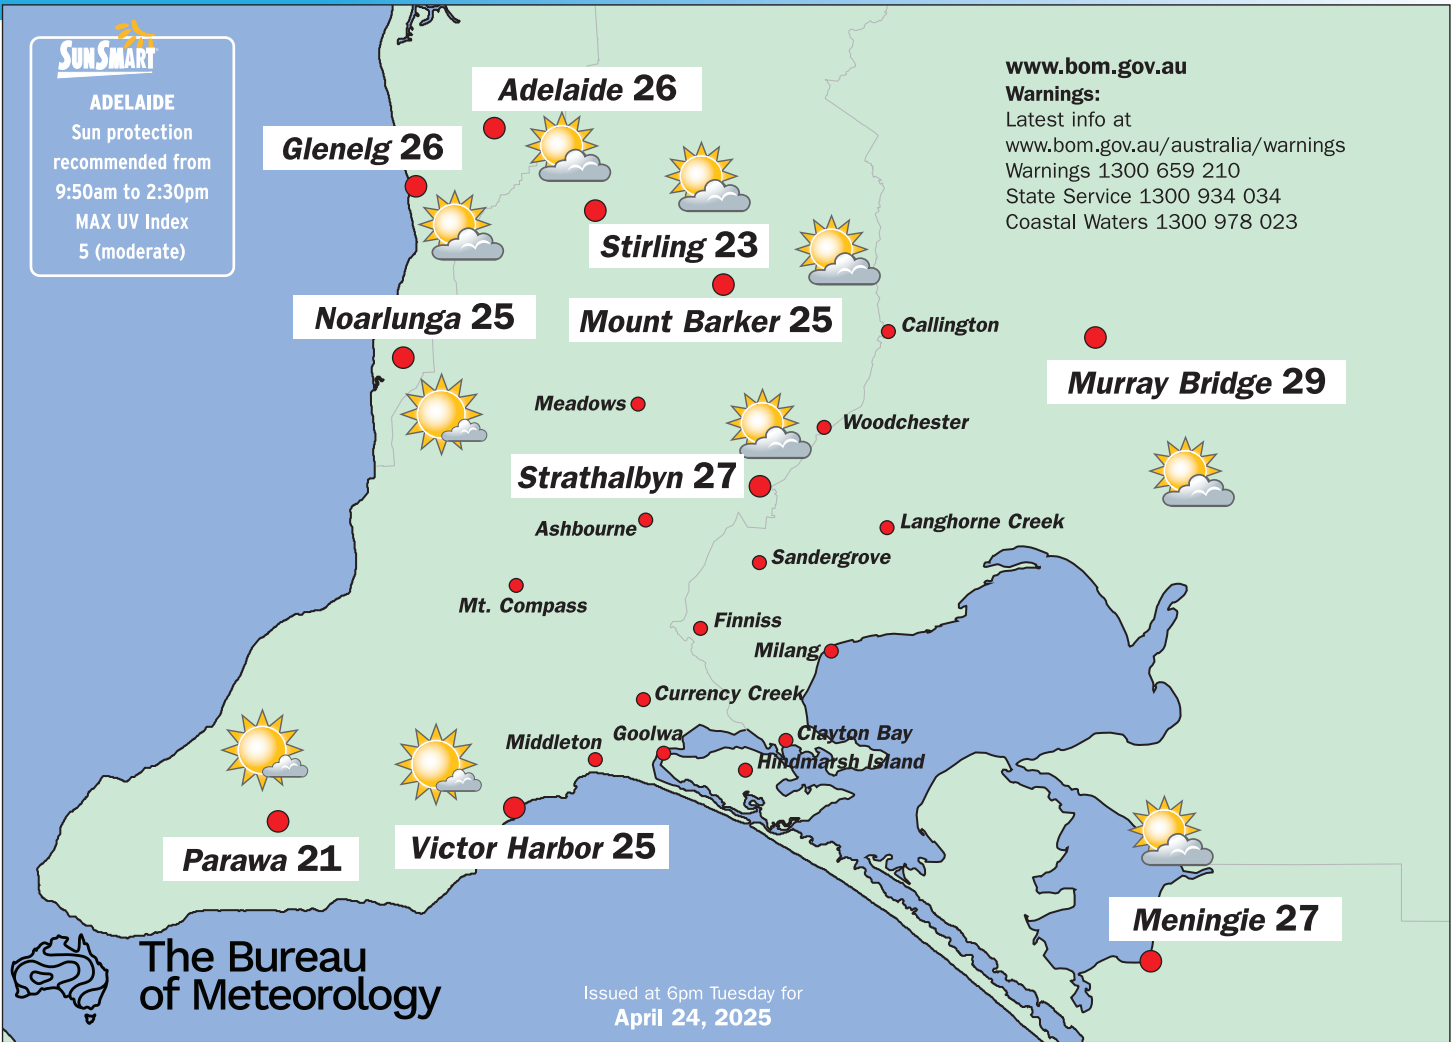 SUNSMART
ADELAIDE
Sun protection
recommended from
9:50am to 2:30pm
MAX UV Index
5 (moderate)
www.bom.gov.au
Warnings:
Latest info at
www.bom.gov.au/australia/warnings
Warnings 1300 659 210
State Service 1300 934 034
Coastal Waters 1300 978 023
Adelaide 26
Glenelg 26
Stirling 23
Noarlunga 25
Mount Barker 25
Callington
Murray Bridge 29
Meadows
Woodchester
Strathalbyn 27
Ashbourne
Langhorne Creek
Sandergrove
Mt. Compass
Finniss
Milang
Currency Creek
Goolwa
Clayton Bay
Middleton
Hindmarsh Island
Victor Harbor 25
Parawa 21
Meningie 27
The Bureau
of Meteorology
Issued at 6pm Tuesday for
April 24, 2025